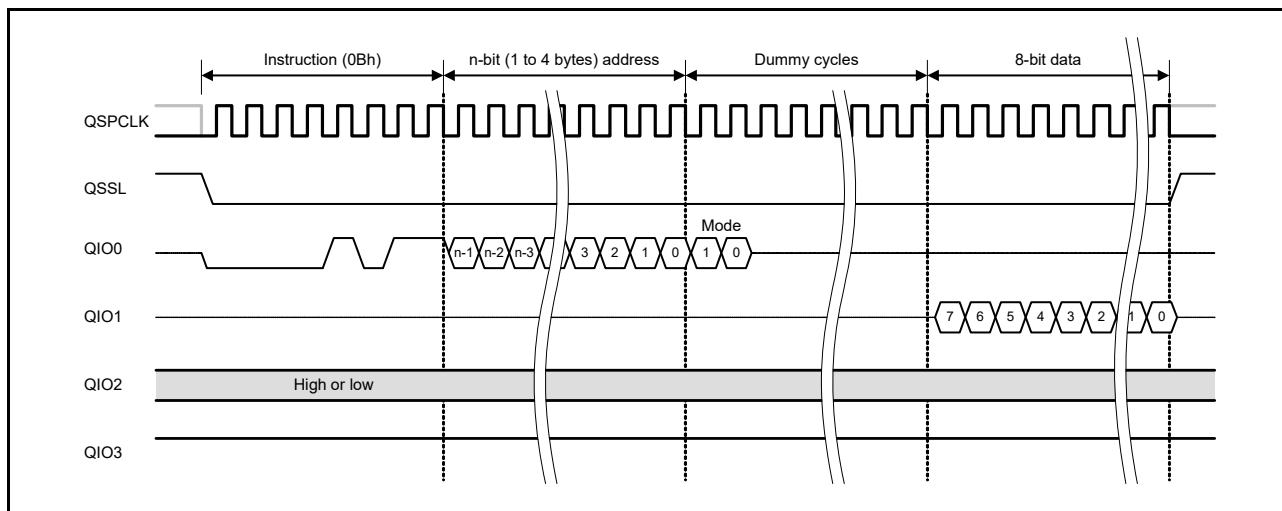 Instruction (0Bh) n-bit (1 to 4 bytes) address Dummy cycles 8-bit data
QSPCLK
QSSL
Mode
QIO0 n-1 n-2 n-3 3 2 1 0 1 0
QIO1 7 6 5 4 3 2 1 0
QIO2 High or low
QIO3